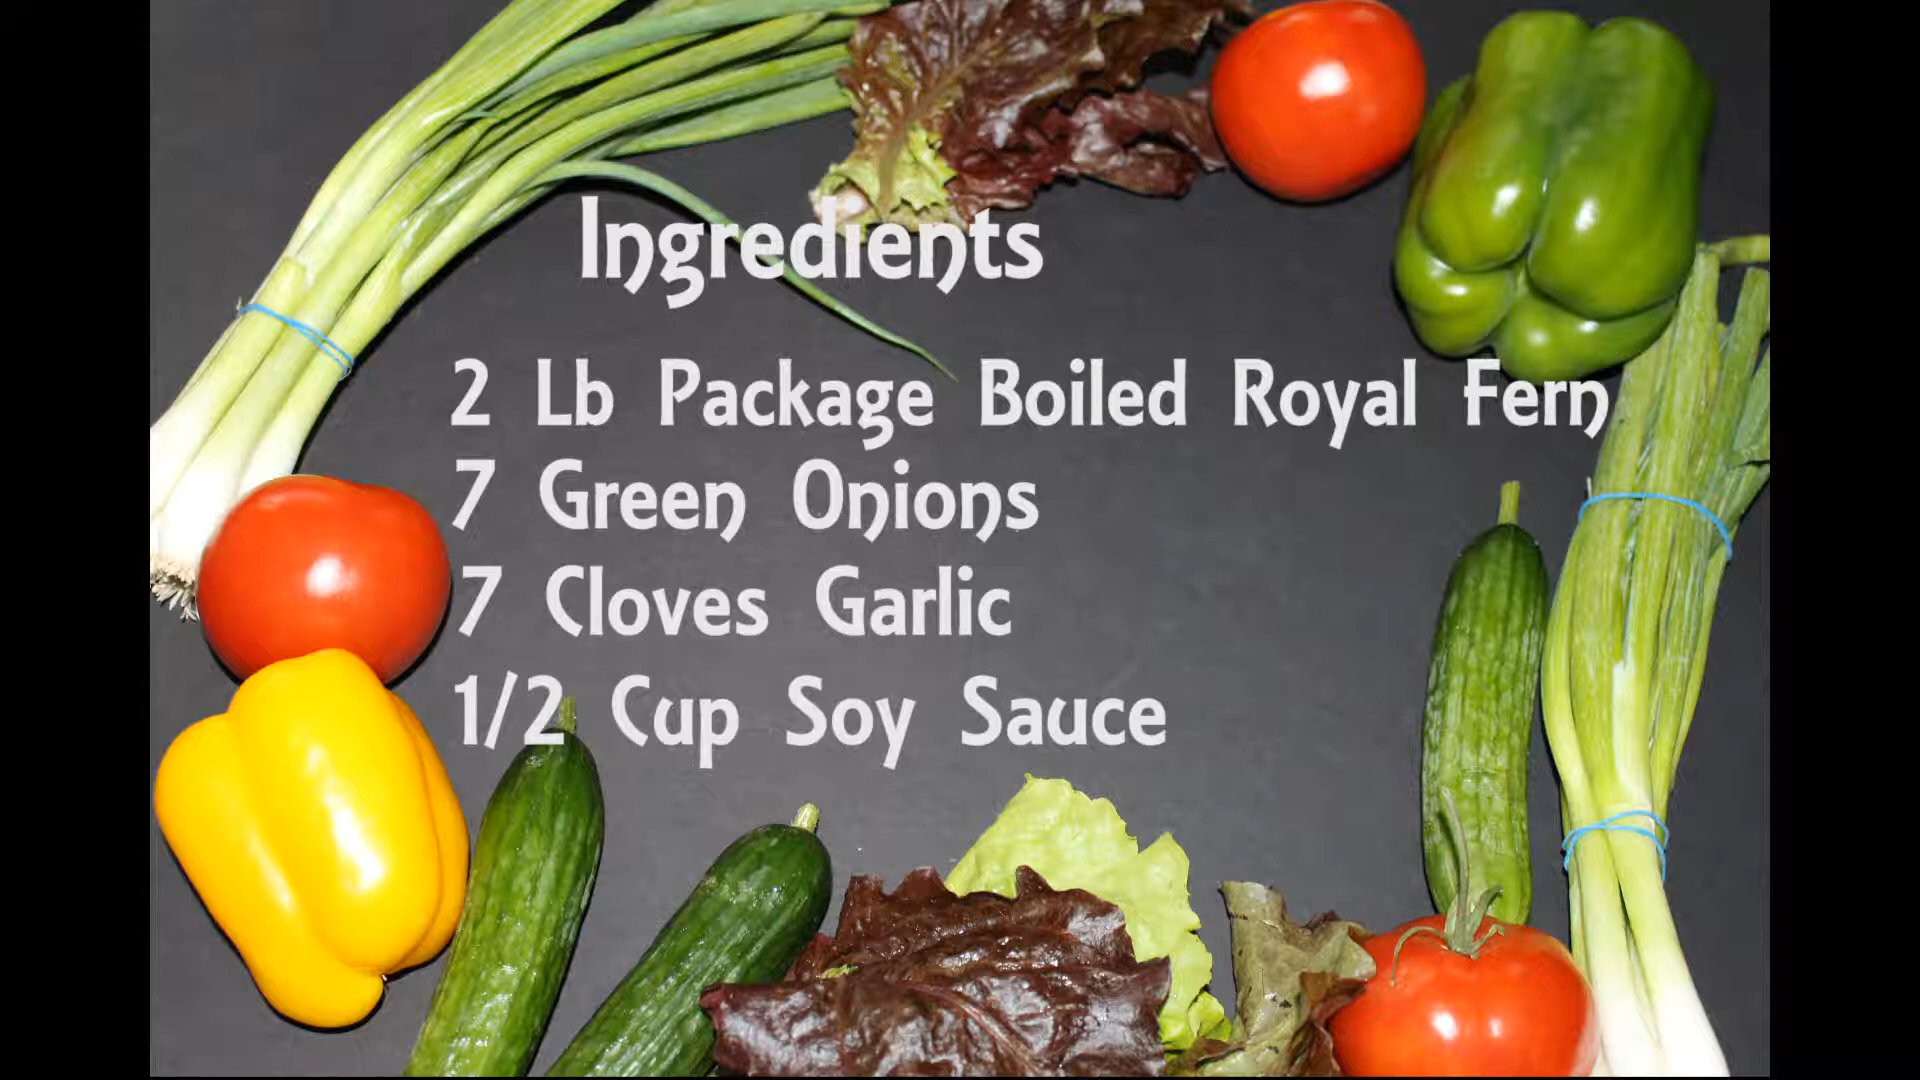 Ingredients
2 Lb Package Boiled Royal Fern
7 Green Onions
7 Cloves Garlic
1/2 Cup Soy Sauce